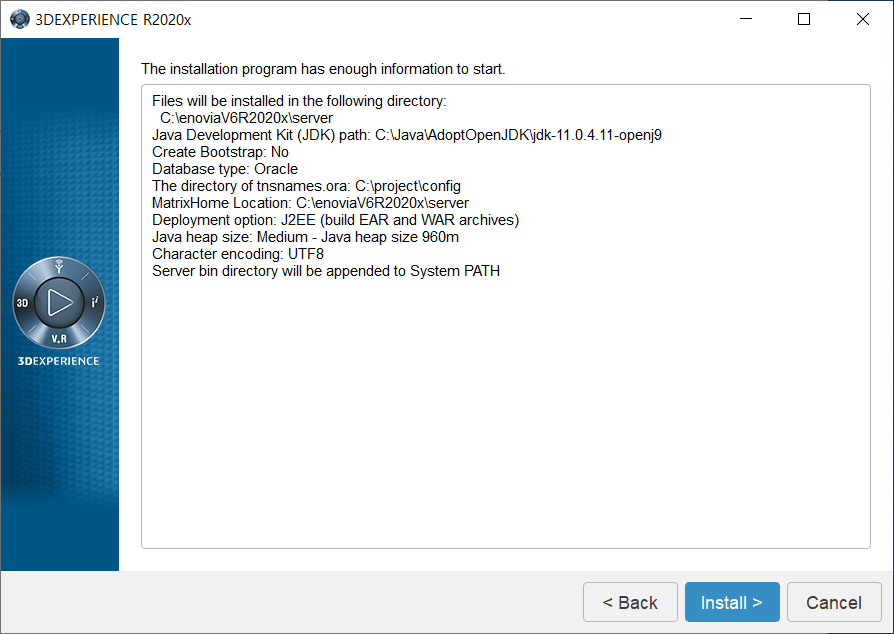 3DEXPERIENCE R2020x
The installation program has enough information to start.
Files will be installed in the following directory:
C:\enoviaV6R2020x\server
Java Development Kit (JDK) path: C:\Java\AdoptOpenJDK\jdk-11.0.4.11-openj9
Create Bootstrap: No
Database type: Oracle
The directory of tnsnames.ora: C:\project\config
MatrixHome Location: C:\enoviaV6R2020x\server
Deployment option: J2EE (build EAR and WAR archives)
Java heap size: Medium - Java heap size 960m
Character encoding: UTF8
Server bin directory will be appended to System PATH
3D
V,R
3DEXPERIENCE
< Back
Install >
Cancel